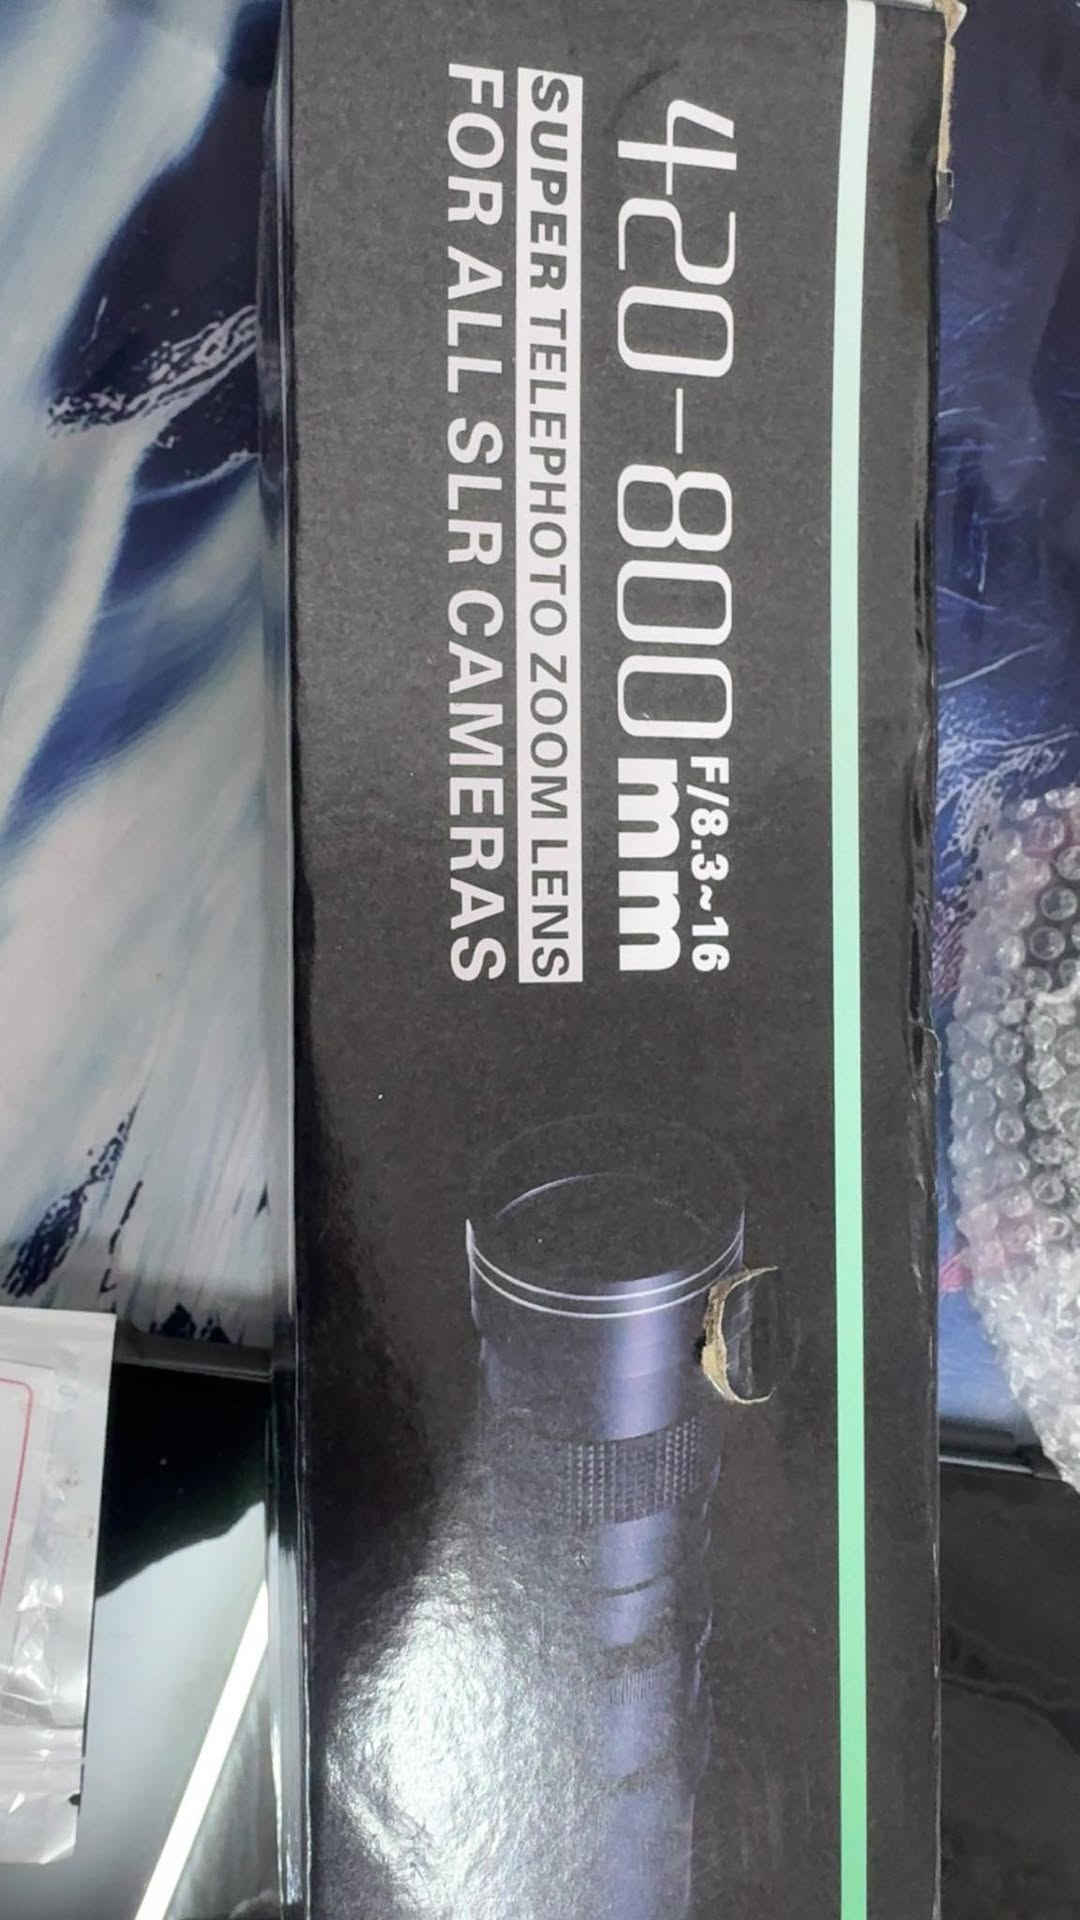 420-800mm F/8.3~16
SUPER TELEPHOTO ZOOM LENS
FOR ALL SLR CAMERAS